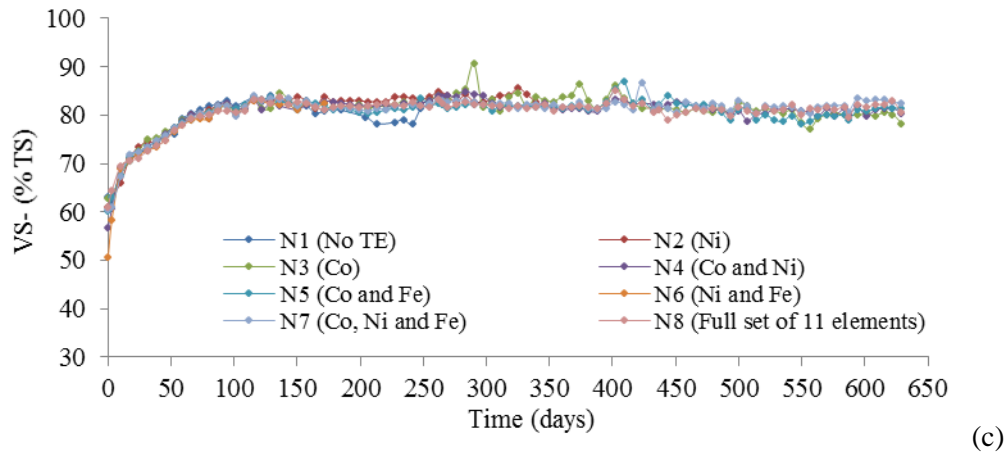 100
90
80
70
60
50
40
30
VS- (% TS)
N1 (No TE) N2 (Ni)
N3 (Co) N4 (Co and Ni)
N5 (Co and Fe) N6 (Ni and Fe)
N7 (Co, Ni and Fe) N8 (Full set of 11 elements)
0 50 100 150 200 250 300 350 400 450 500 550 600 650
Time (days)
(c)